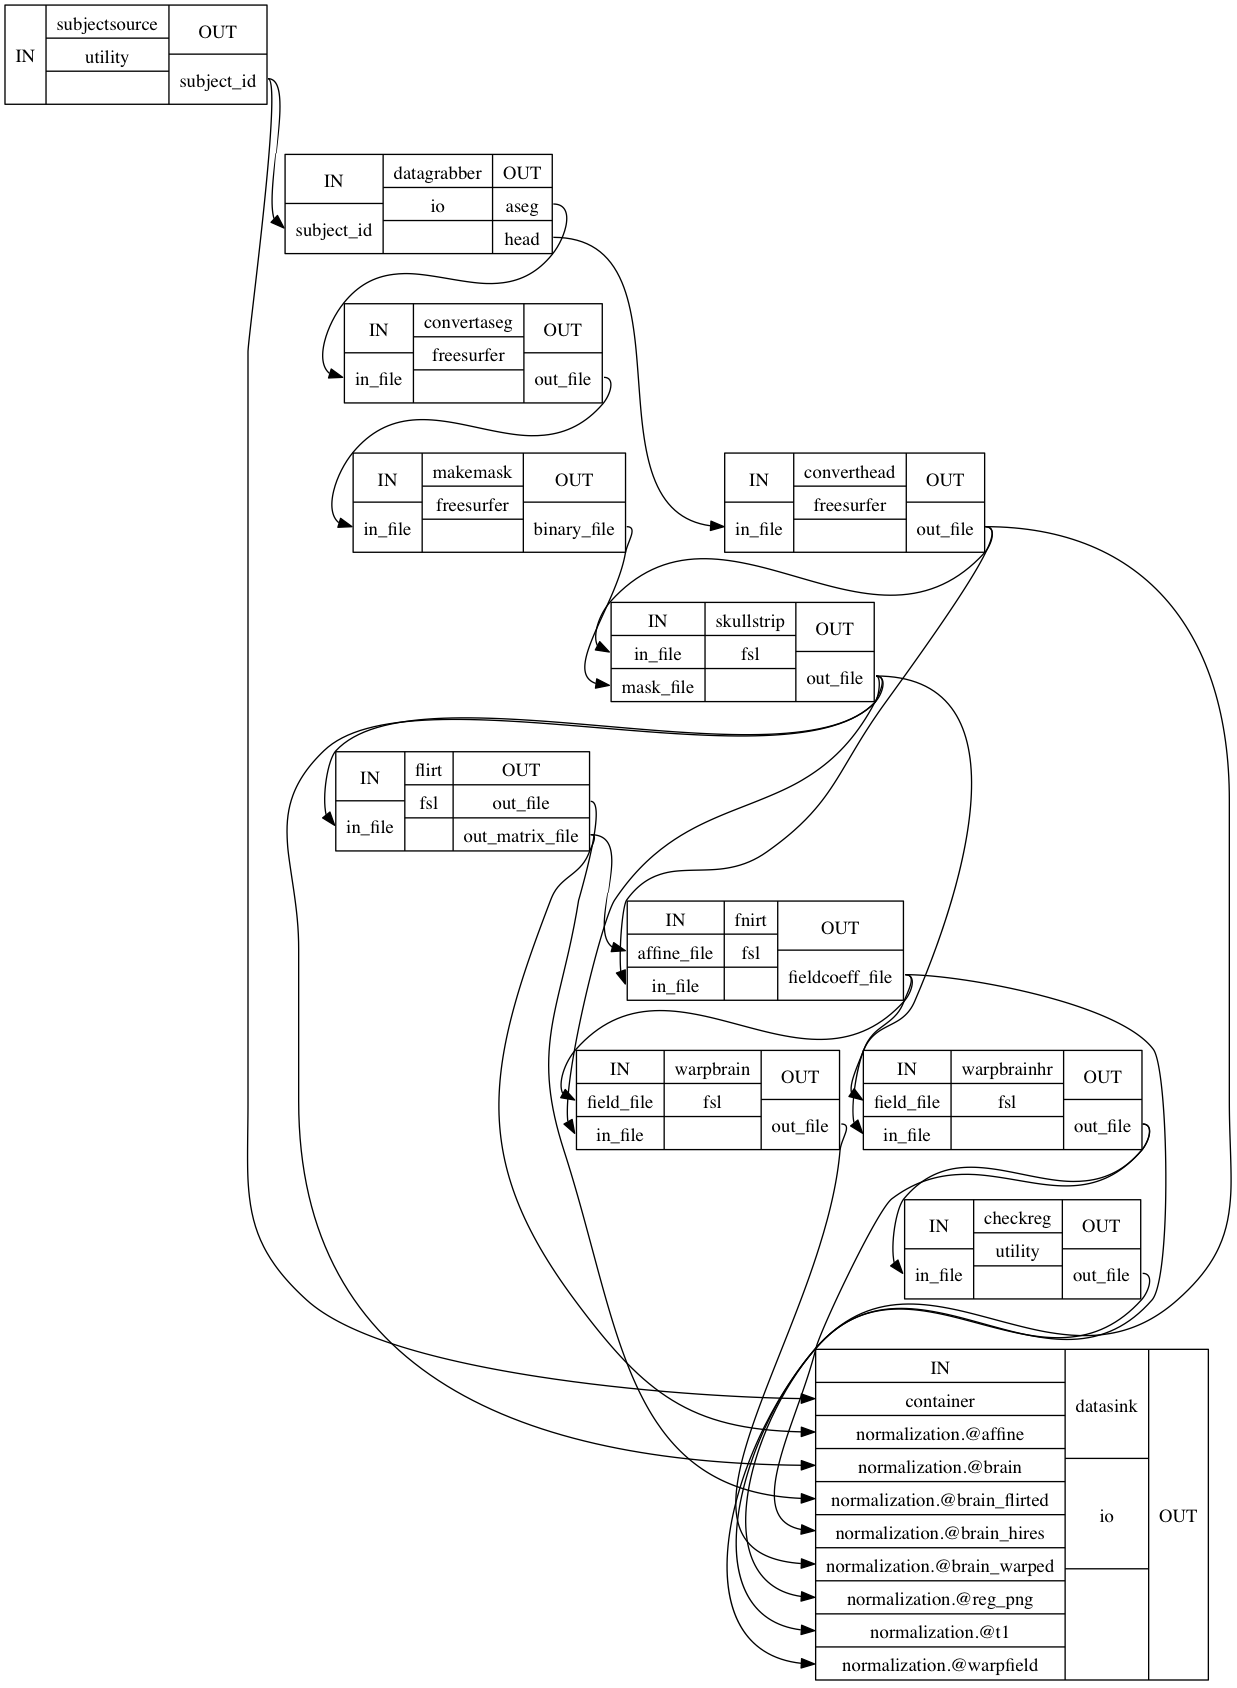 IN
subjectsource
utility
OUT
subject_id
IN
subject_id
datagrabber
io
OUT
aseg
head
IN
in_file
convertaseg
freesurfer
OUT
out_file
IN
in_file
makemask
freesurfer
OUT
binary_file
IN
in_file
converthead
freesurfer
OUT
out_file
IN
in_file
mask_file
skullstrip
fsl
OUT
out_file
IN
in_file
flirt
fsl
OUT
out_file
out_matrix_file
IN
affine_file
in_file
fnirt
fsl
OUT
fieldcoeff_file
IN
field_file
in_file
warpbrain
fsl
OUT
out_file
IN
field_file
in_file
warpbrainhr
fsl
OUT
out_file
IN
in_file
checkreg
utility
OUT
out_file
IN
container
normalization.@affine
normalization.@brain
normalization.@brain_flirted
normalization.@brain_hires
normalization.@brain_warped
normalization.@reg_png
normalization.@t1
normalization.@warpfield
datasink
io
OUT